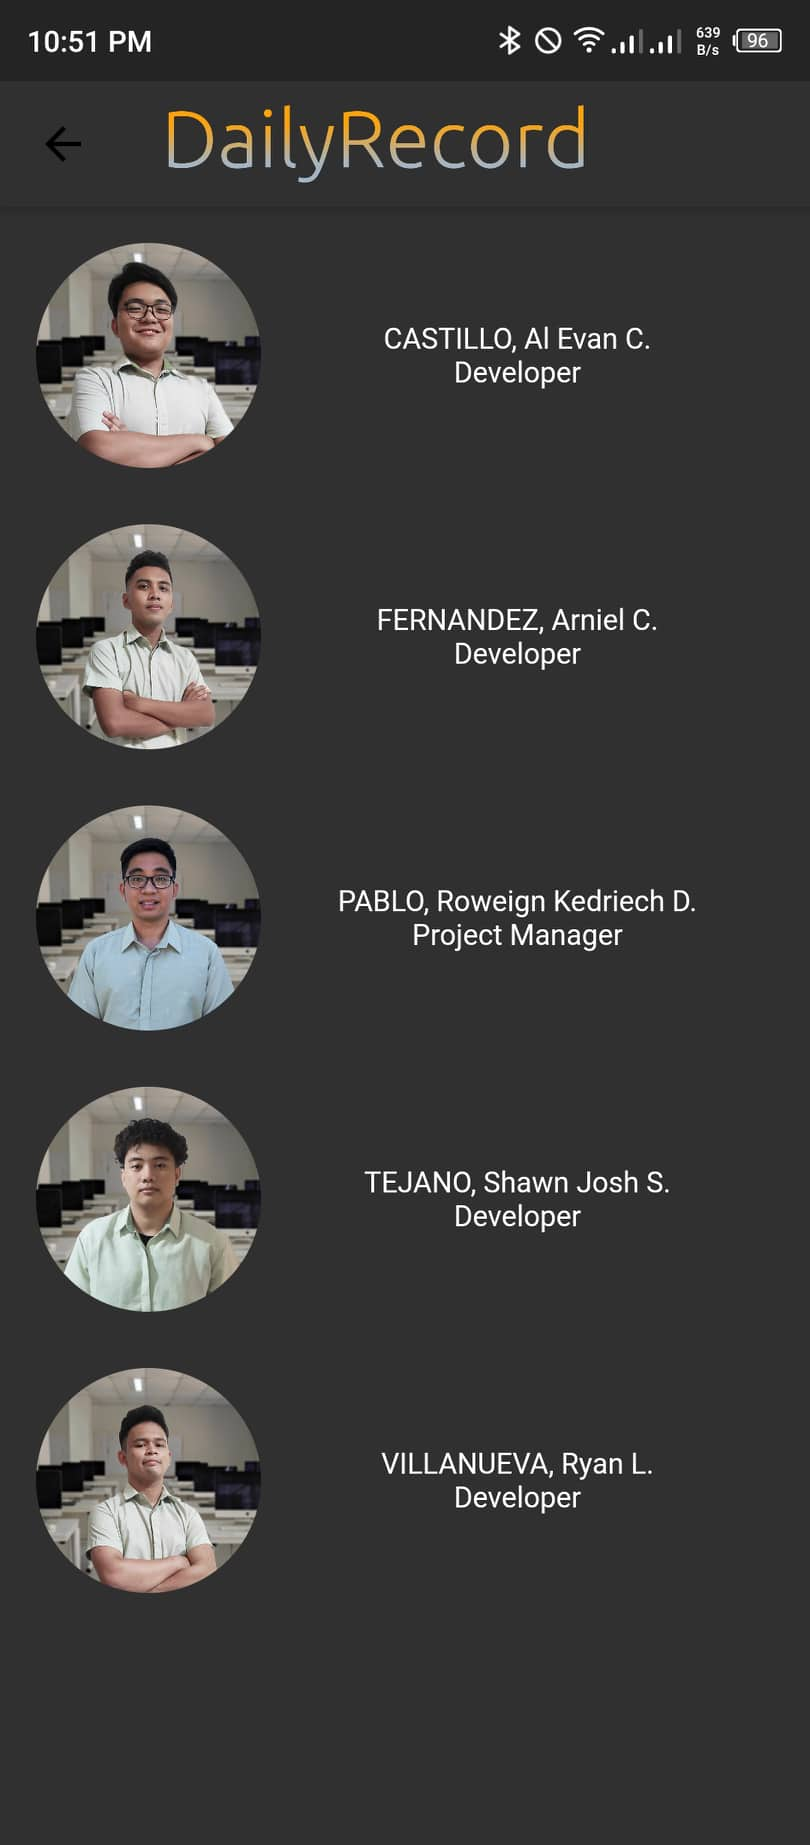 10:51 PM
639
B/s
96
DailyRecord
CASTILLO, Al Evan C.
Developer
FERNANDEZ, Arniel C.
Developer
PABLO, Roweign Kedriech D.
Project Manager
TEJANO, Shawn Josh S.
Developer
VILLANUEVA, Ryan L.
Developer